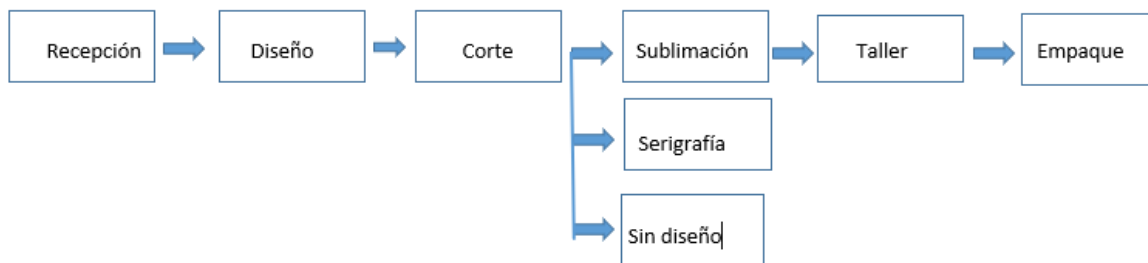 Recepción
Diseño
Corte
Sublimación
Taller
Empaque
Serigrafía
Sin diseño